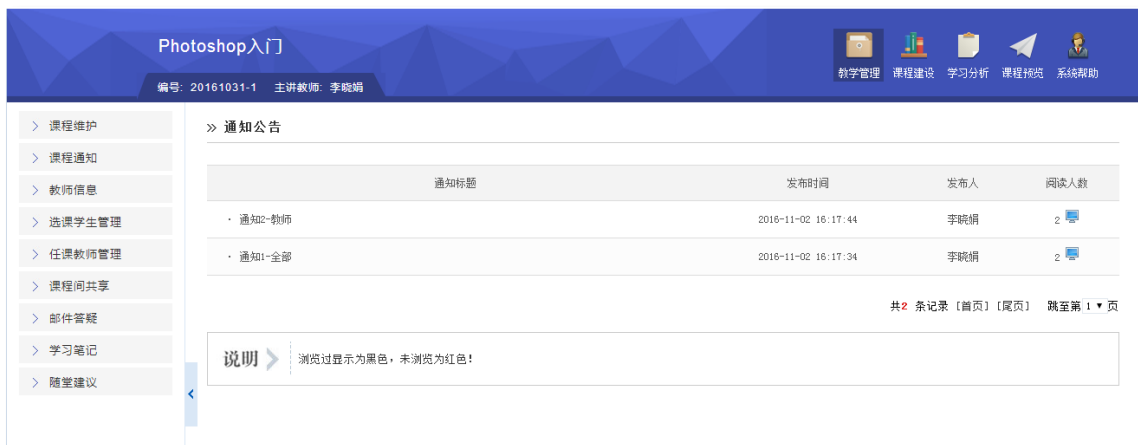 Photoshop入门
编号: 20161031-1 主讲教师: 李晓娟
教学管理 课程建设 学习分析 课程预览 系统帮助
课程维护
课程通知
教师信息
选课学生管理
任课教师管理
课程间共享
邮件答疑
学习笔记
随堂建议
» 通知公告
通知标题 发布时间 发布人 阅读人数
· 通知2-教师 2016-11-02 16:17:44 李晓娟 2
· 通知1-全部 2016-11-02 16:17:34 李晓娟 2
共2 条记录 [首页] [尾页] 跳至第 1 ▼ 页
说明 浏览过显示为黑色，未浏览为红色！